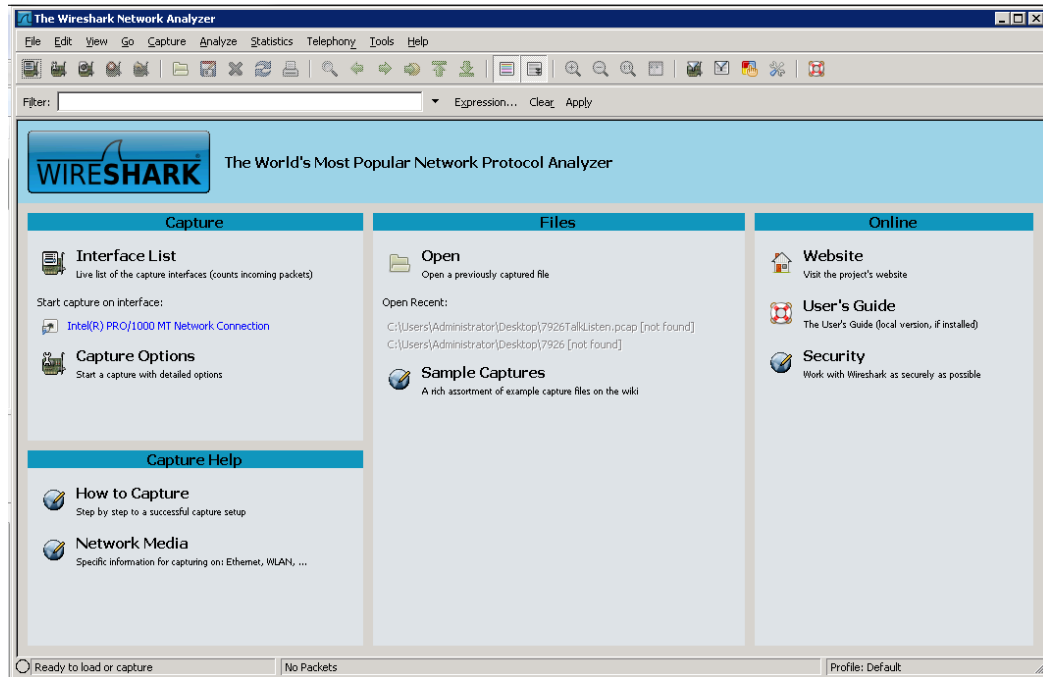 The Wireshark Network Analyzer
File Edit View Go Capture Analyze Statistics Telephony Tools Help
Filter: Expression... Clear Apply
WIRESHARK
The World's Most Popular Network Protocol Analyzer
Capture
Interface List
Live list of the capture interfaces (counts incoming packets)
Start capture on interface:
Intel(R) PRO/1000 MT Network Connection
Capture Options
Start a capture with detailed options
Capture Help
How to Capture
Step by step to a successful capture setup
Network Media
Specific information for capturing on: Ethernet, WLAN, ...
Files
Open
Open a previously captured file
Open Recent:
C:\Users\Administrator\Desktop\7926TalkListen.pcap [not found]
C:\Users\Administrator\Desktop\7926 [not found]
Sample Captures
A rich assortment of example capture files on the wiki
Online
Website
Visit the project's website
User's Guide
The User's Guide (local version, if installed)
Security
Work with Wireshark as securely as possible
Ready to load or capture
No Packets
Profile: Default